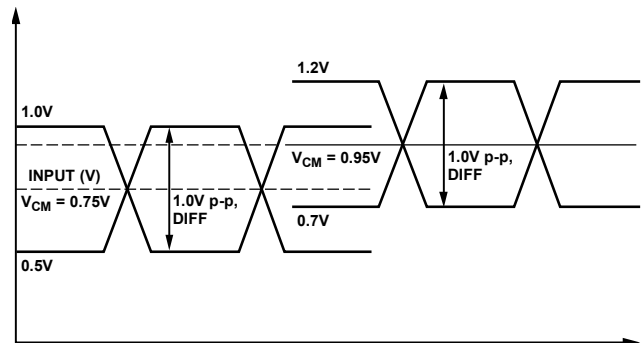 1.2V
1.0V
VCM = 0.95V
INPUT (V)
1.0V p-p,
DIFF
VCM = 0.75V
1.0V p-p,
DIFF
0.7V
0.5V